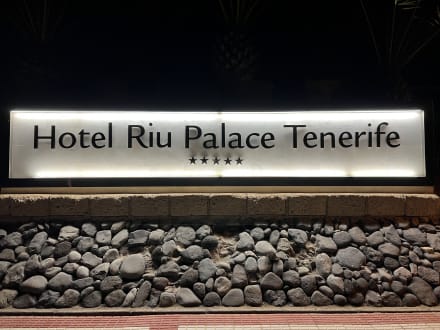 Hotel Riu Palace Tenerife
★★★★★